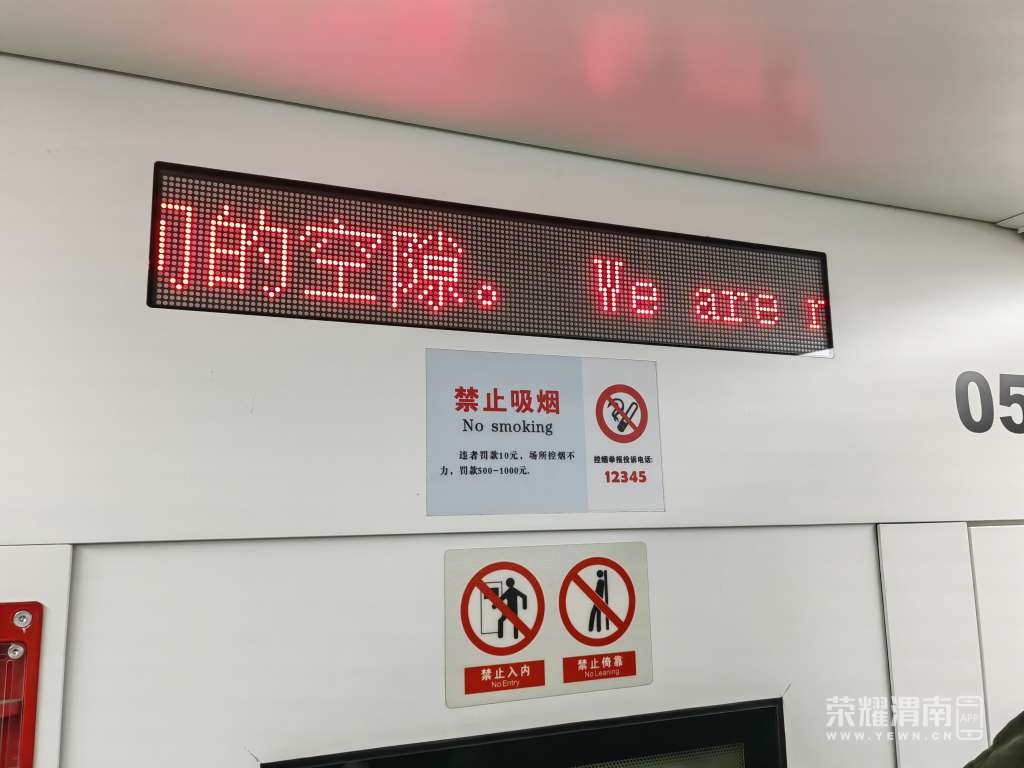 的空隙。 We are r
05
禁止吸烟
No smoking
违者罚款10元，场所控烟不
力，罚款500-1000元.
控烟举报投诉电话:
12345
禁止入内
No Entry
禁止倚靠
No Leaning
荣耀渭南
APP
WWW.YEWN.CN